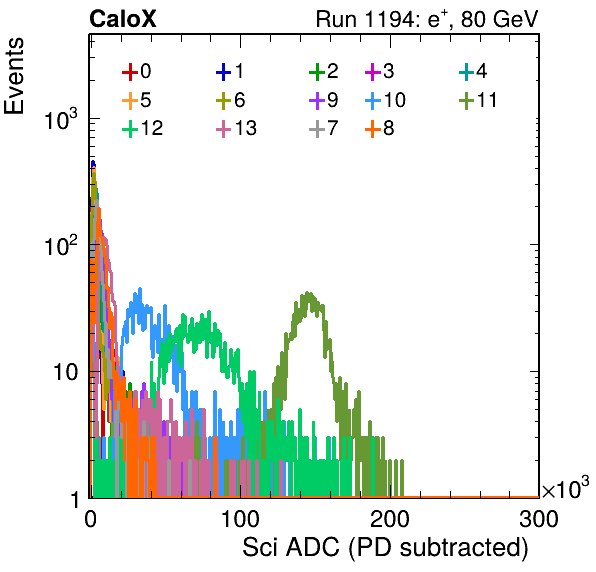 CaloX Run 1194: e⁺, 80 GeV
Events
0 1 2 3 4
5 6 9 10 11
12 13 7 8
10³
10²
10
1
0 100 200 300
×10³
Sci ADC (PD subtracted)